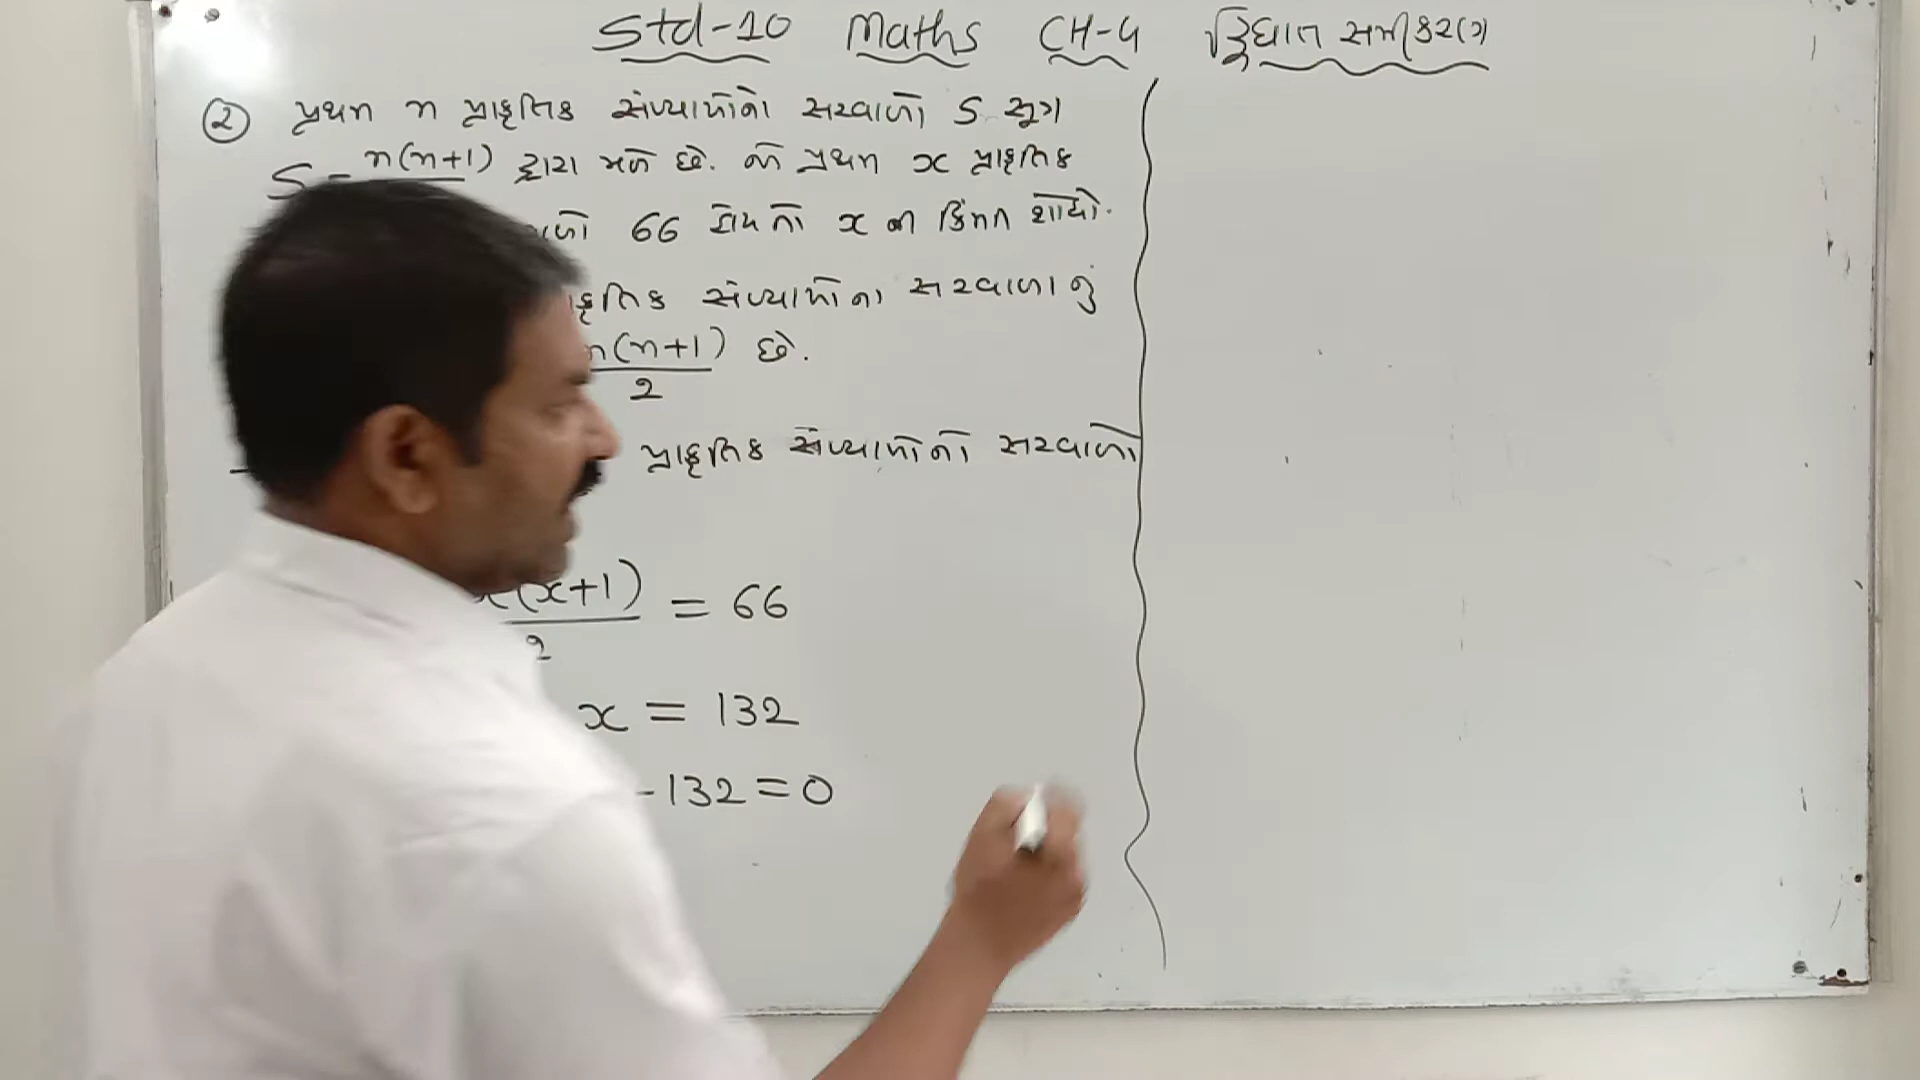 Std-10 Maths CH-4 દ્વિઘાત સમીકરણ
② પ્રથમ n પ્રાકૃતિક સંખ્યાઓનો સરવાળો S સૂત્ર
S = n(n+1) દ્વારા મળે છે. જો પ્રથમ x પ્રાકૃતિક
66 હોય તો x ની કિંમત શોધો.
સંખ્યાઓના સરવાળાનું
n(n+1)/2 છે.
પ્રાકૃતિક સંખ્યાઓનો સરવાળો
x(x+1)/2 = 66
x = 132
-132=0